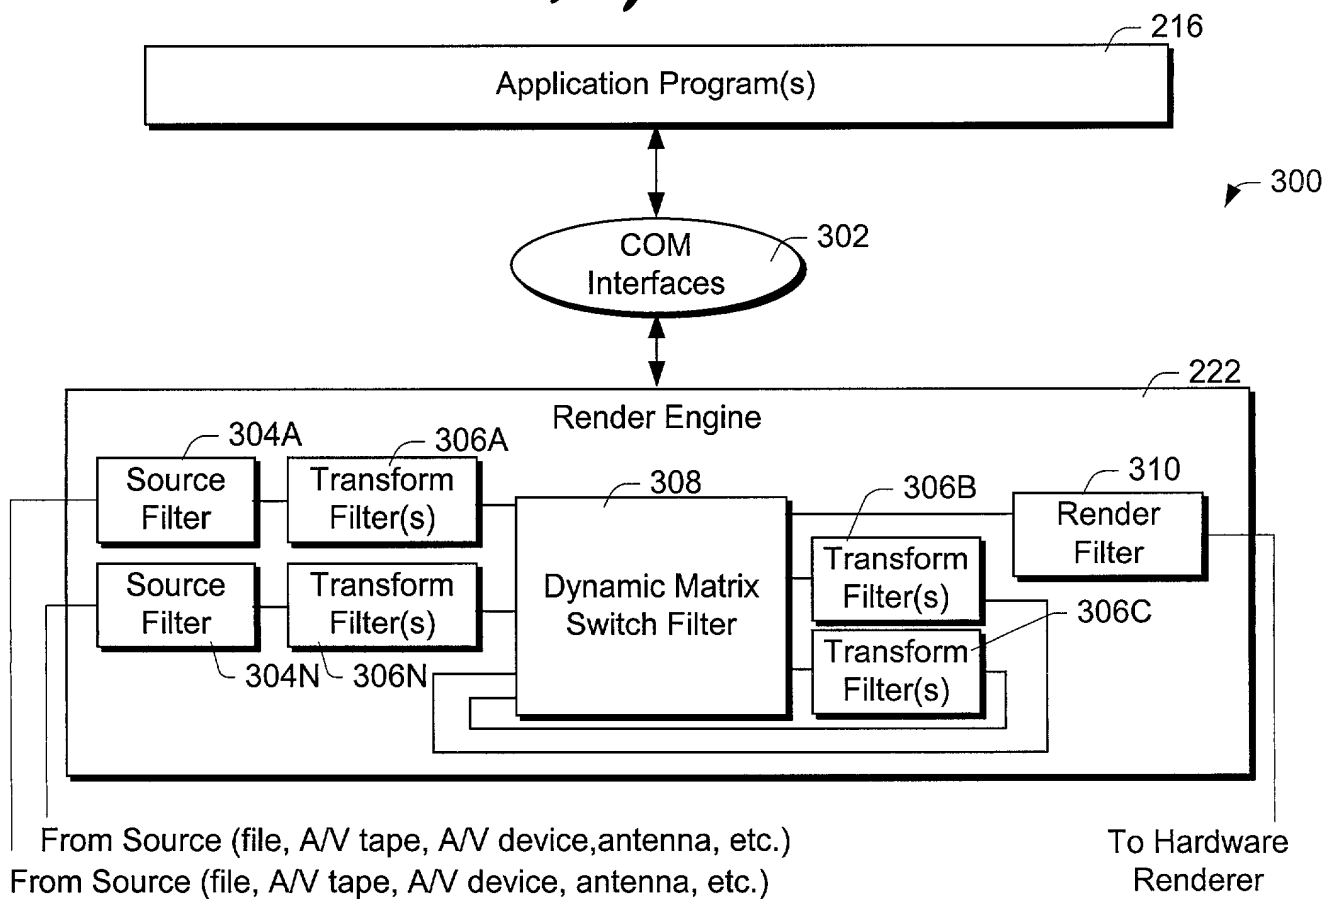 216
Application Program(s)
300
302
COM
Interfaces
222
Render Engine
304A
306A
Source
Filter
Transform
Filter(s)
308
306B
310
Render
Filter
Source
Filter
Transform
Filter(s)
Dynamic Matrix
Switch Filter
Transform
Filter(s)
306C
Transform
Filter(s)
304N
306N
From Source (file, A/V tape, A/V device,antenna, etc.)
From Source (file, A/V tape, A/V device, antenna, etc.)
To Hardware
Renderer